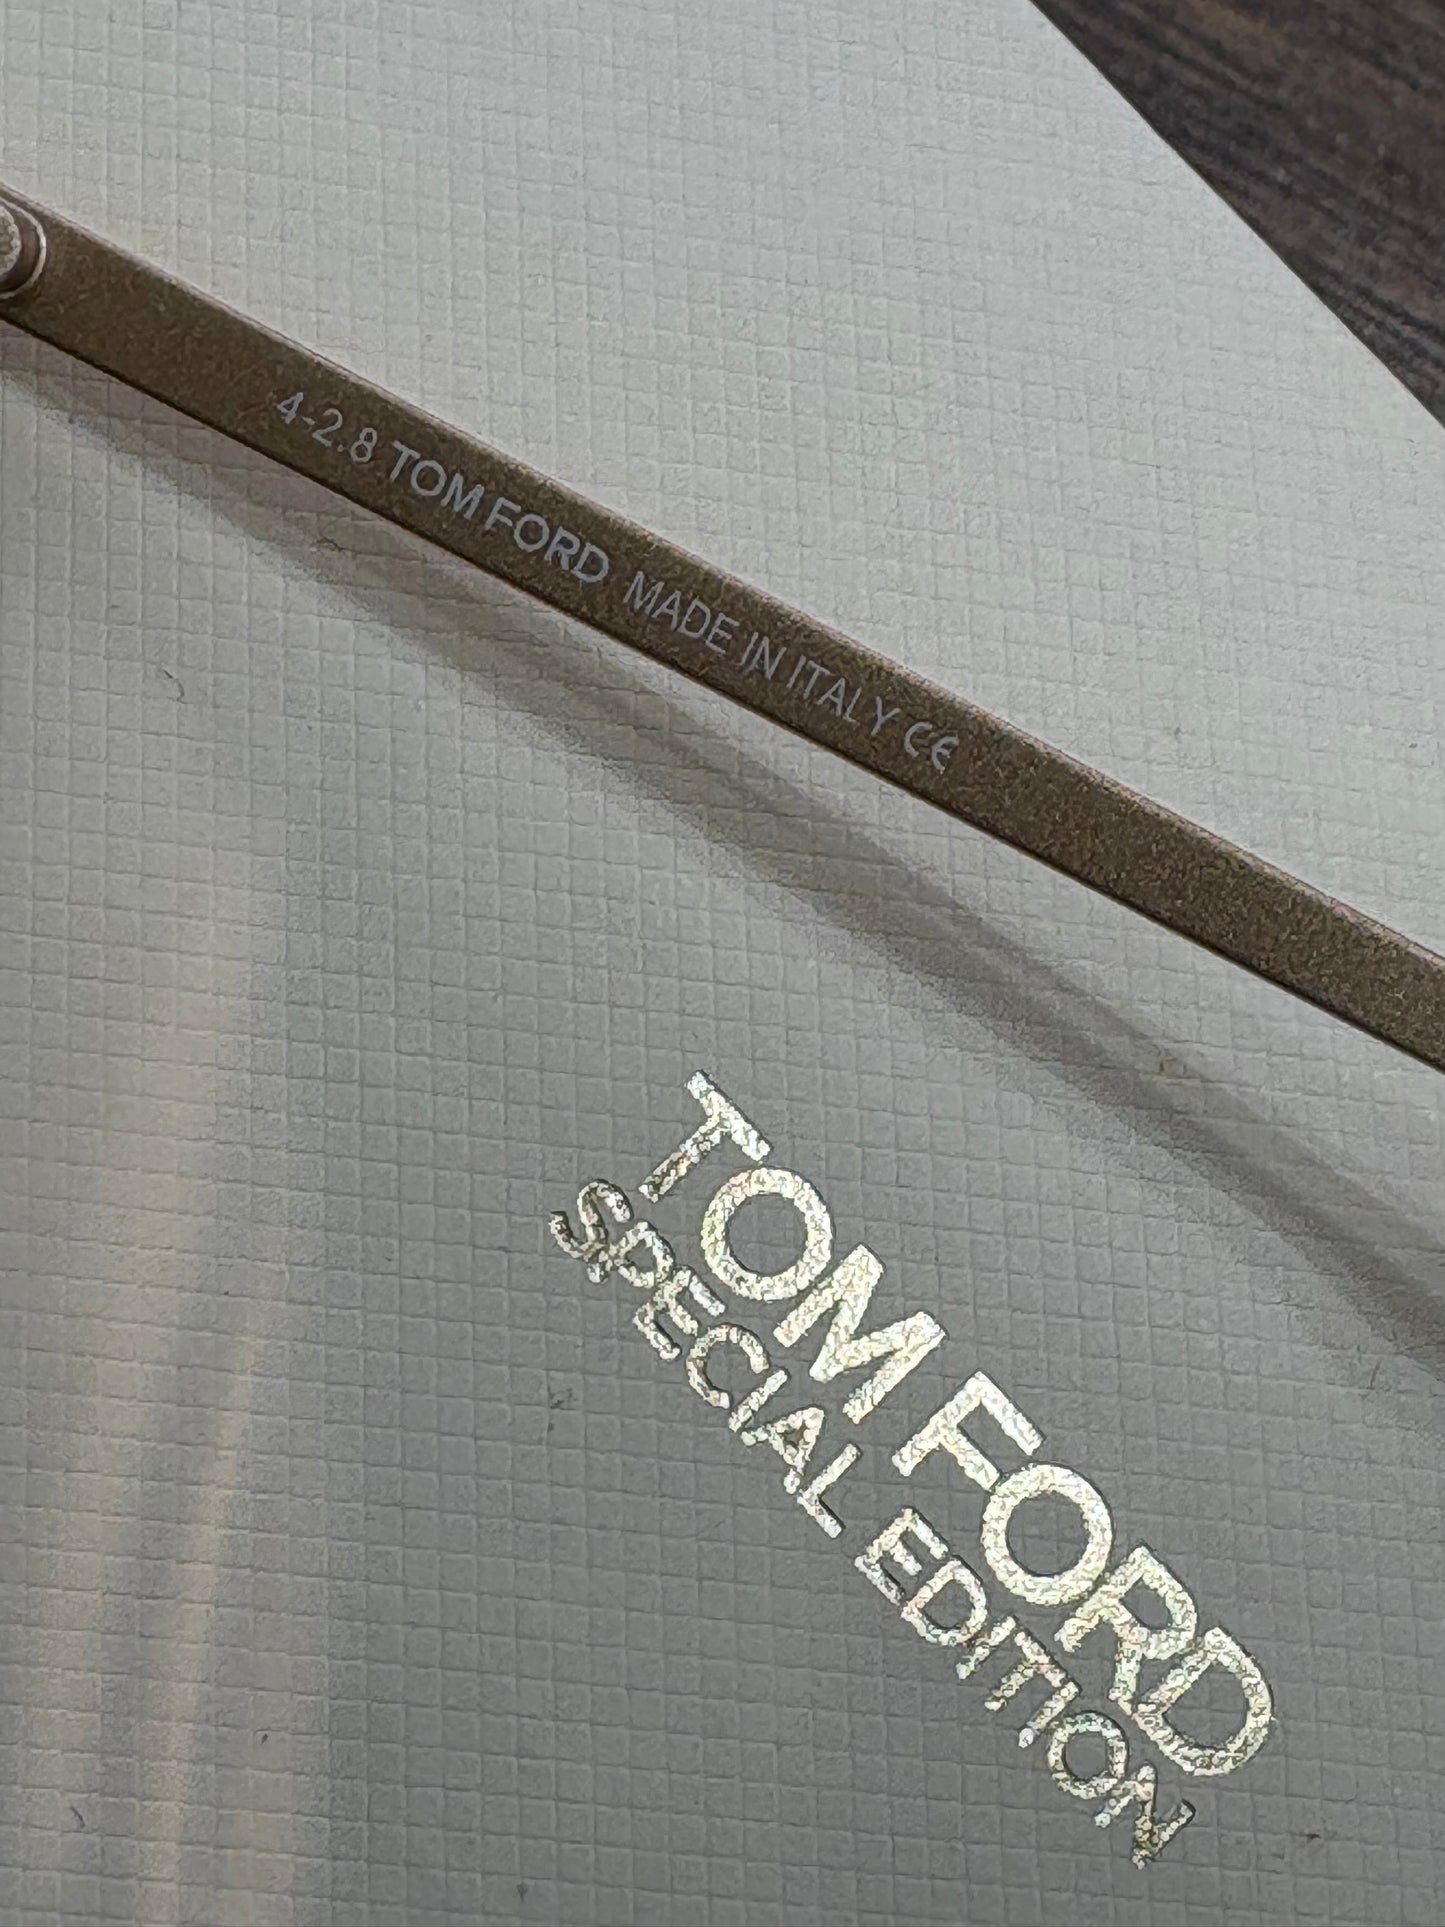 4-2.8 TOM FORD MADE IN ITALY CE
TOM FORD
SPECIAL EDITION